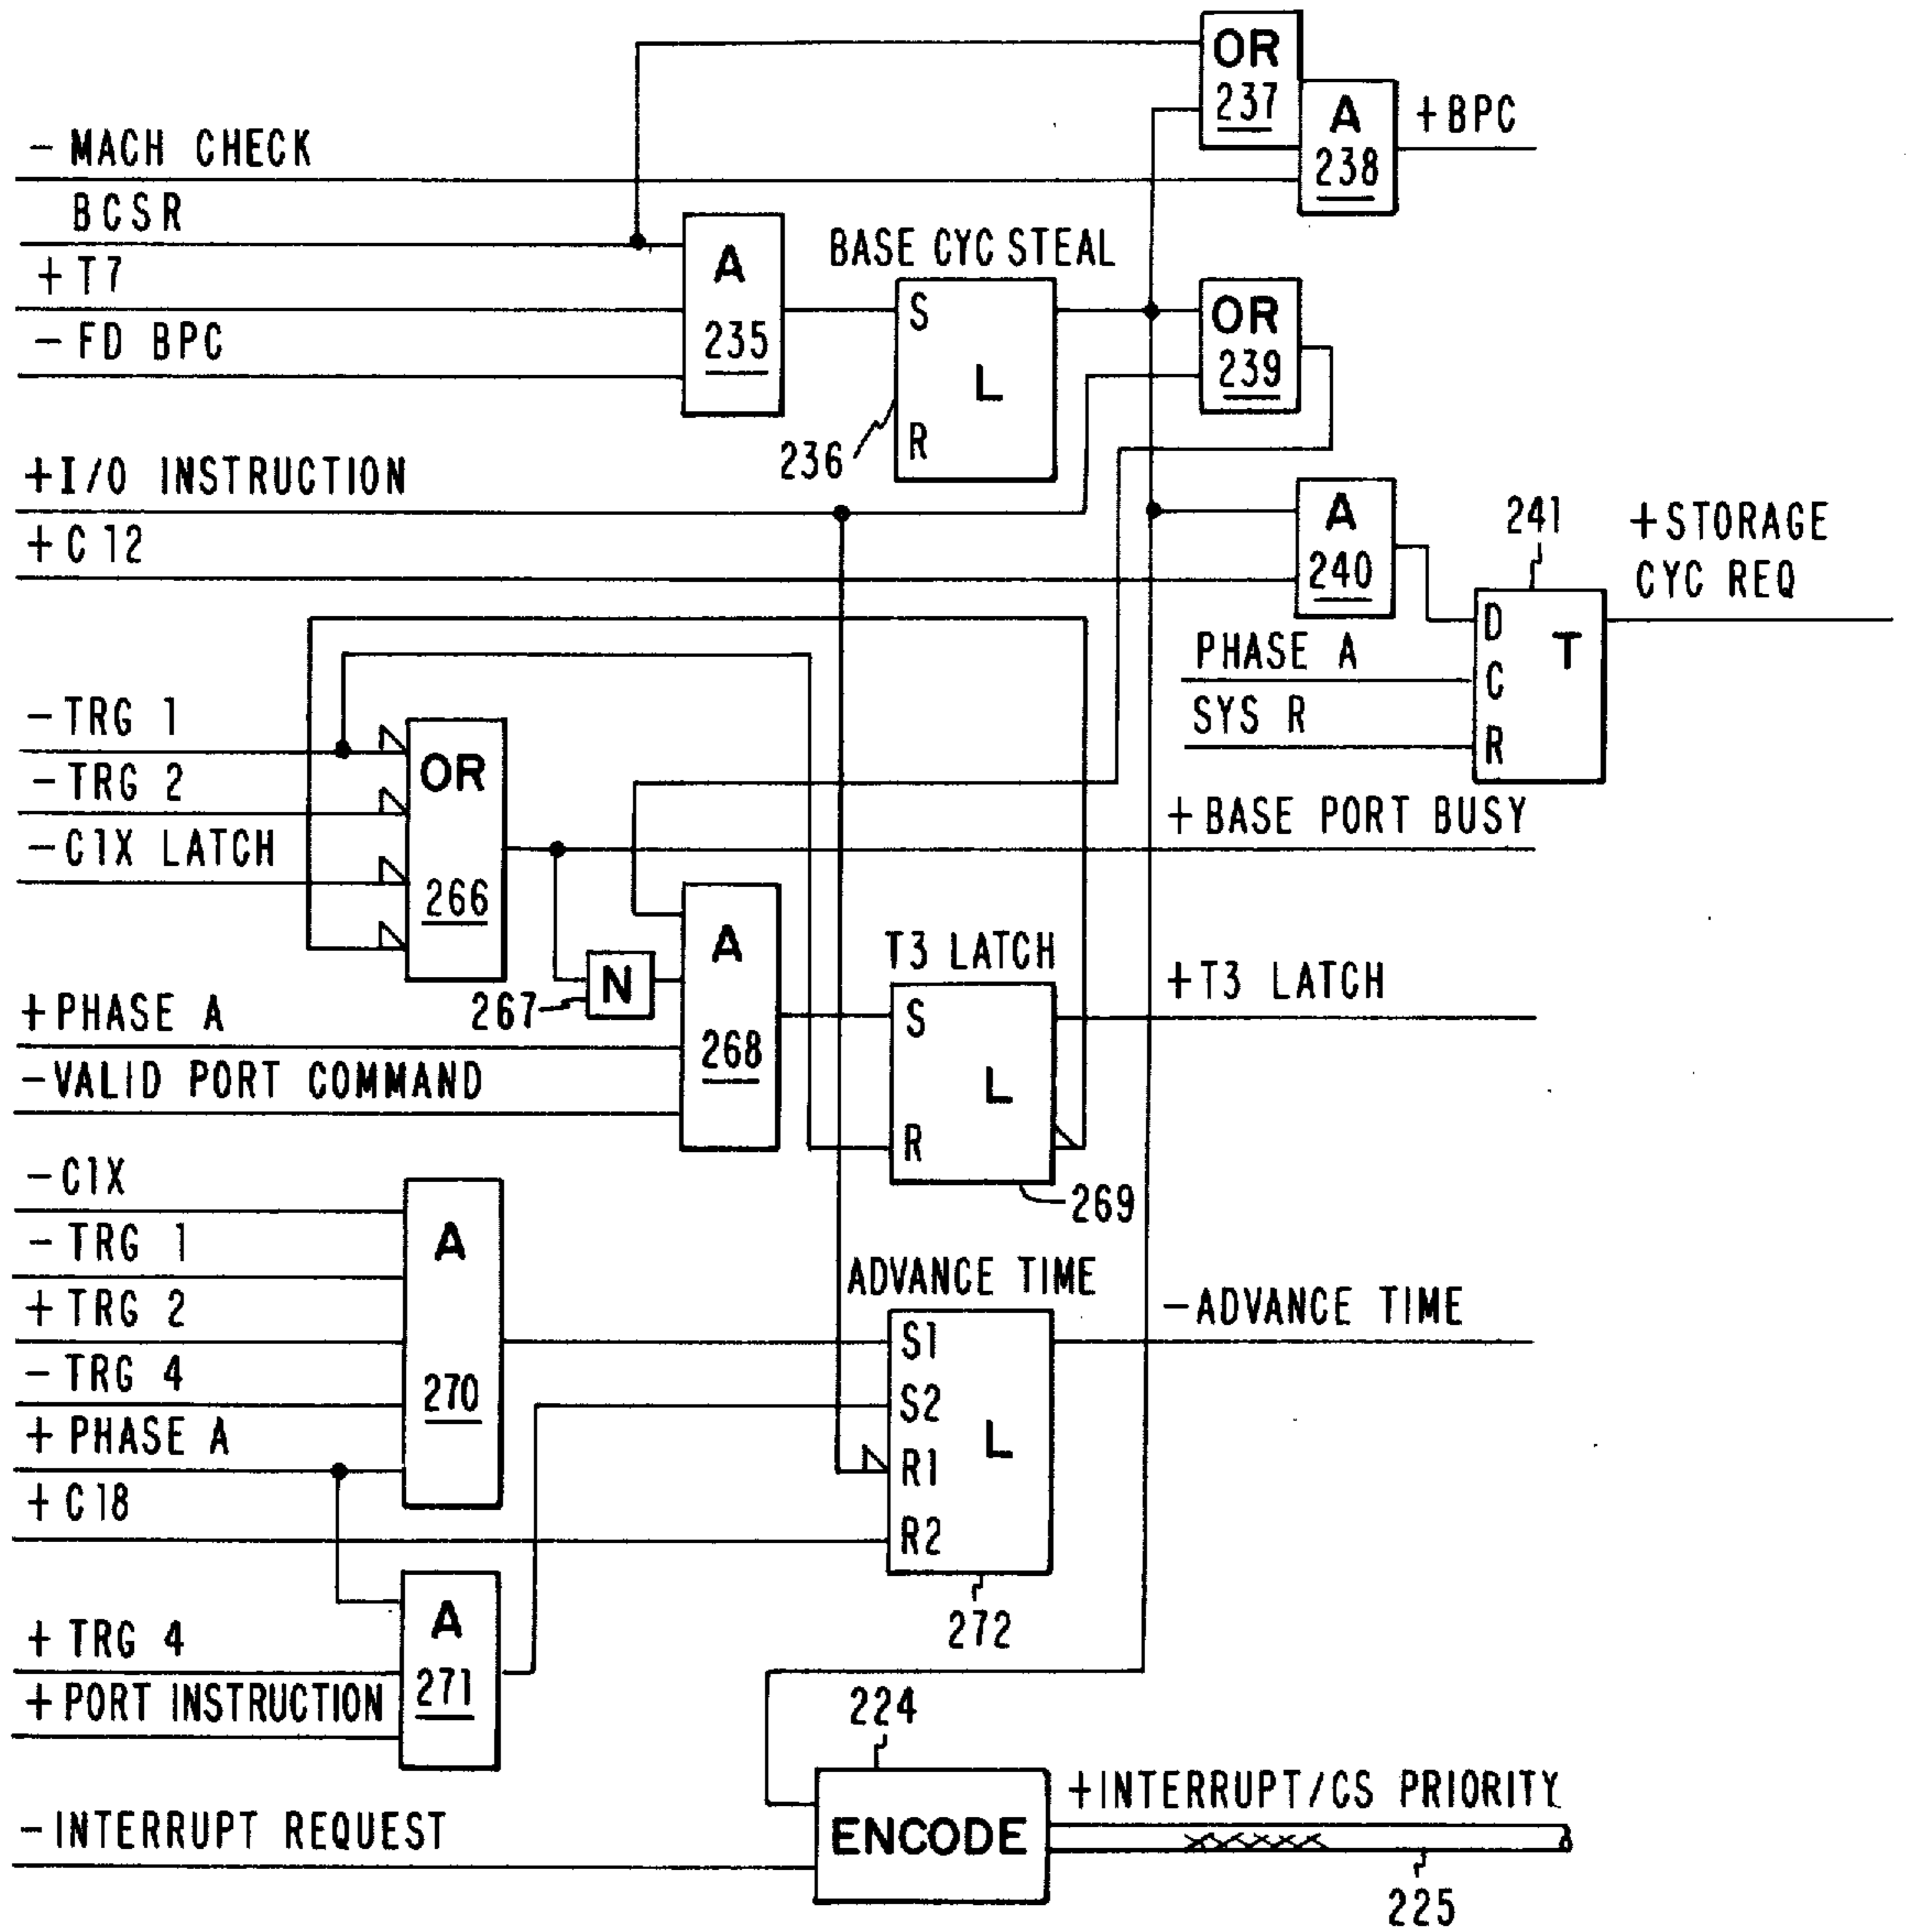 OR
237
A
238
+BPC
- MACH CHECK
BCSR
+T7
-FD BPC
A
235
BASE CYC STEAL
S
L
R
236
OR
239
+I/O INSTRUCTION
+C12
A
240
241
+STORAGE
CYC REQ
D
T
C
R
PHASE A
SYS R
-TRG 1
-TRG 2
-C1X LATCH
OR
266
+BASE PORT BUSY
N
267
A
268
+PHASE A
-VALID PORT COMMAND
T3 LATCH
S
L
R
269
+T3 LATCH
-C1X
-TRG 1
+TRG 2
-TRG 4
+PHASE A
+C18
A
270
ADVANCE TIME
S1
S2
L
R1
R2
272
-ADVANCE TIME
+TRG 4
+PORT INSTRUCTION
A
271
224
ENCODE
-INTERRUPT REQUEST
+INTERRUPT/CS PRIORITY
225